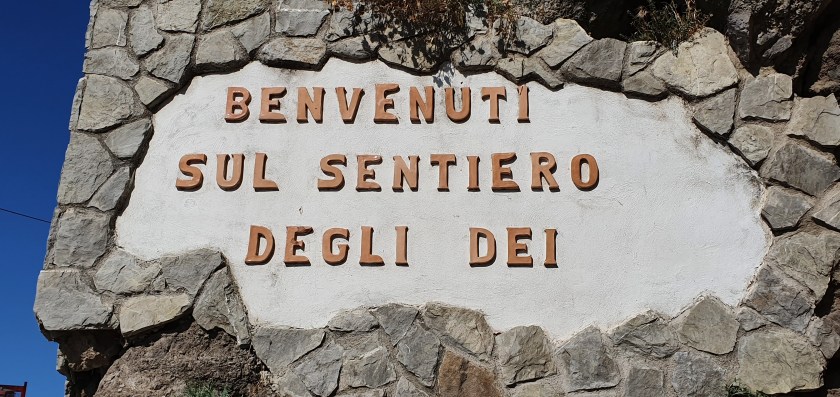 BENVENUTI
SUL SENTIERO
DEGLI DEI